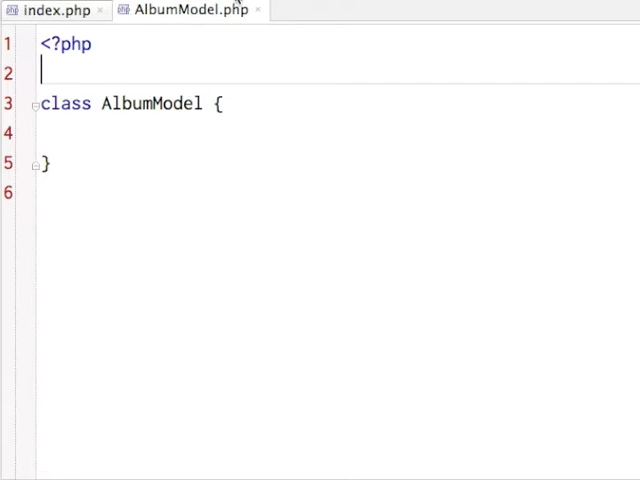 index.php
AlbumModel.php
1 <?php
2
3 class AlbumModel {
4
5 }
6